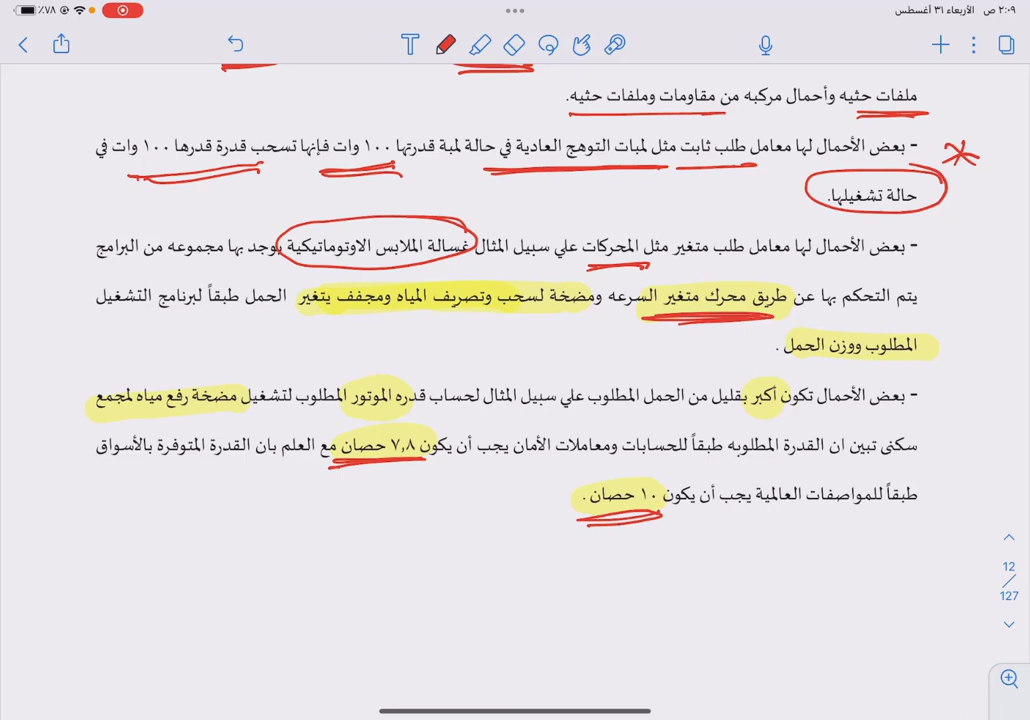 ٢:٠٩ ص الأربعاء ٣١ أغسطس
٪٧٨
ملفات حثيه وأحمال مركبه من مقاومات وملفات حثيه.
- بعض الأحمال لها معامل طلب ثابت مثل لمبات التوهج العادية في حالة لمبة قدرتها ١٠٠ وات فإنها تسحب قدرة قدرها ١٠٠ وات في
حالة تشغيلها.
- بعض الأحمال لها معامل طلب متغير مثل المحركات علي سبيل المثال غسالة الملابس الاوتوماتيكية يوجد بها مجموعه من البرامج
يتم التحكم بها عن طريق محرك متغير السرعه ومضخة لسحب وتصريف المياه ومجفف يتغير الحمل طبقاً لبرنامج التشغيل
المطلوب ووزن الحمل .
- بعض الأحمال تكون أكبر بقليل من الحمل المطلوب علي سبيل المثال لحساب قدره الموتور المطلوب لتشغيل مضخة رفع مياه لمجمع
سكنى تبين ان القدرة المطلوبه طبقاً للحسابات ومعاملات الأمان يجب أن يكون ٧,٨ حصان مع العلم بان القدرة المتوفرة بالأسواق
طبقاً للمواصفات العالمية يجب أن يكون ١٠ حصان .
12
127